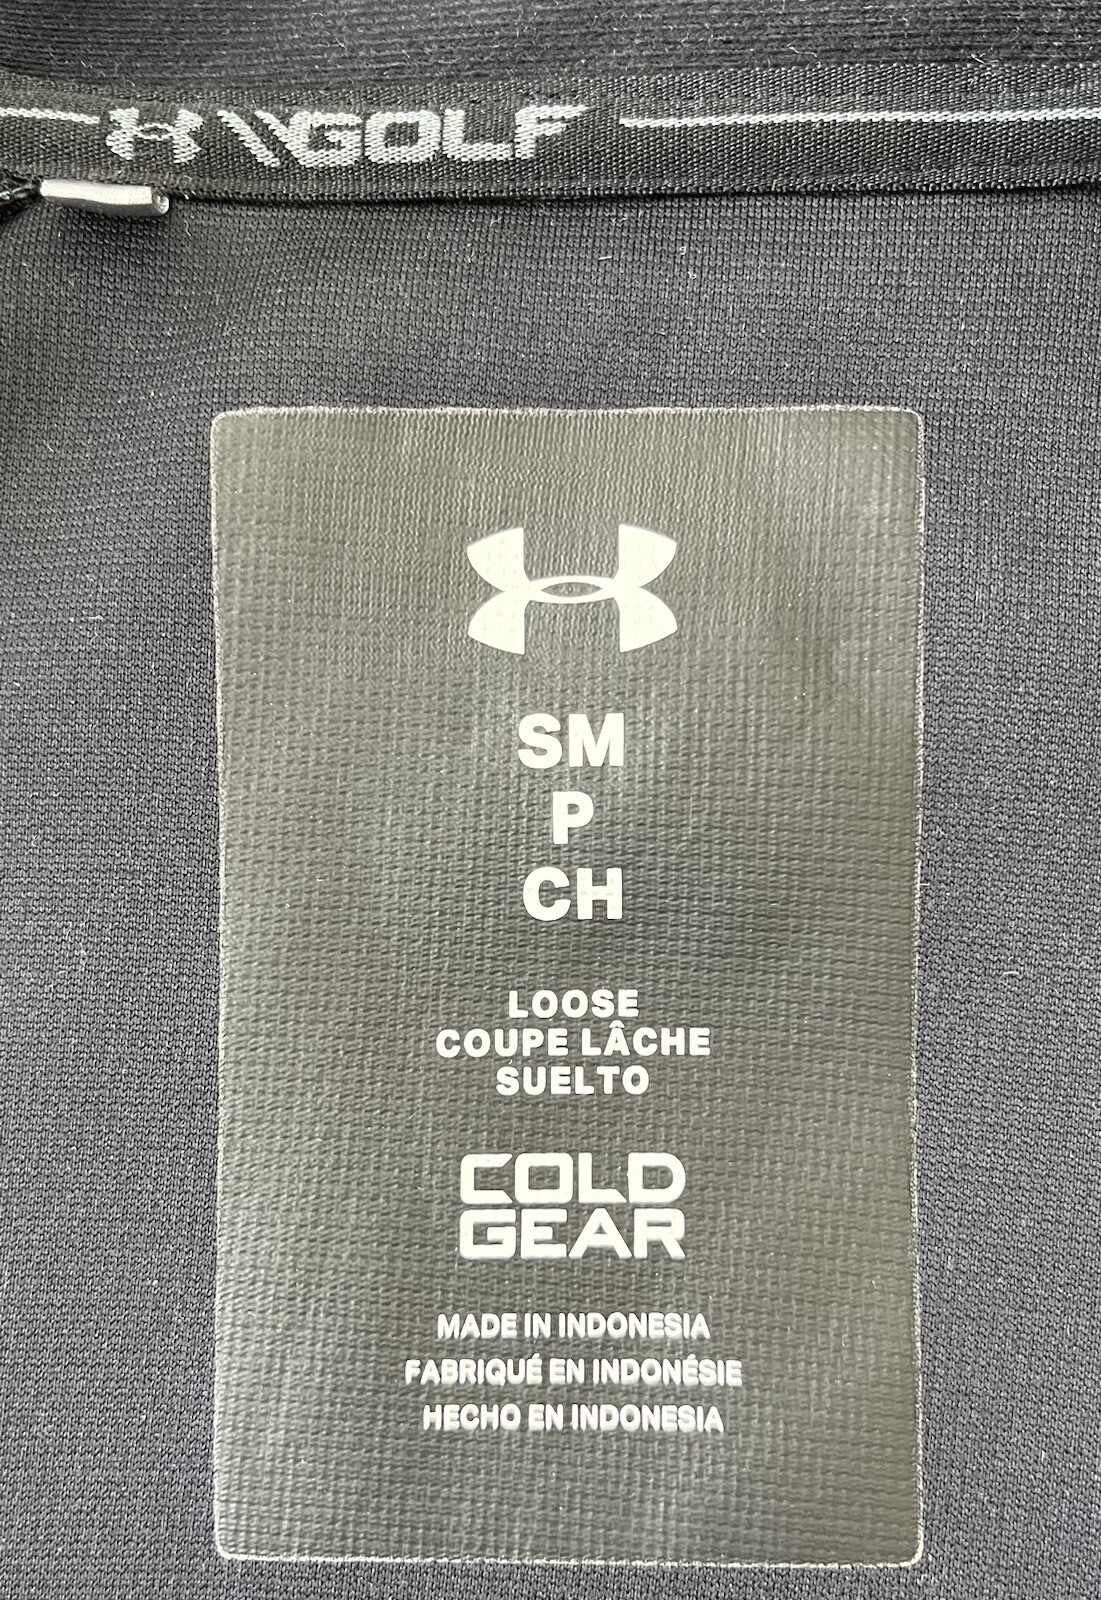 \\GOLF
SM
P
CH
LOOSE
COUPE LÂCHE
SUELTO
COLD
GEAR
MADE IN INDONESIA
FABRIQUÉ EN INDONÉSIE
HECHO EN INDONESIA